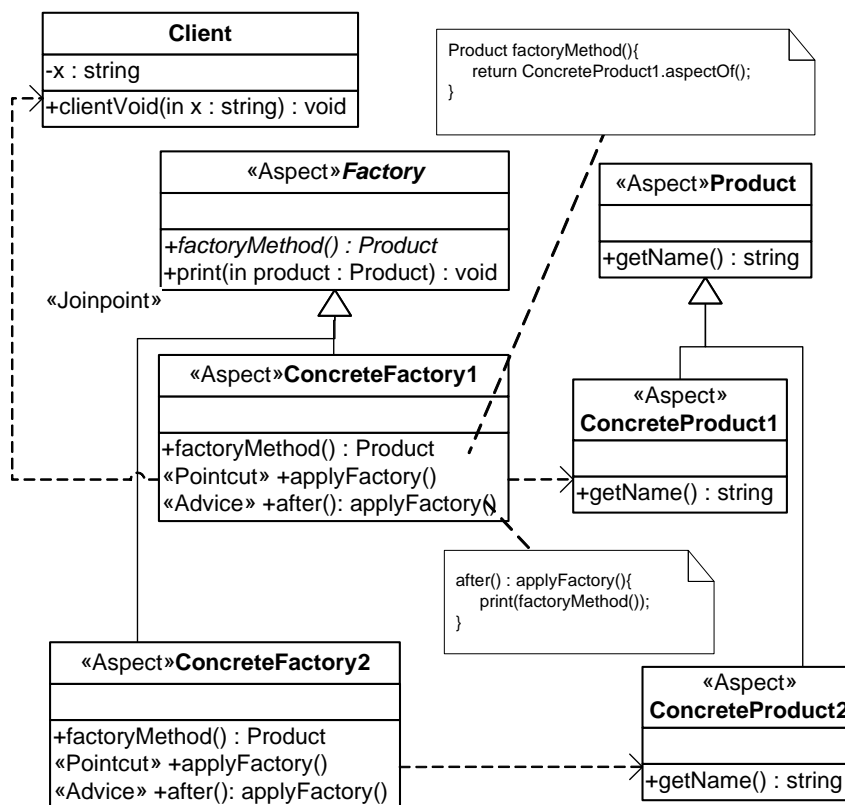 Client
-x : string
+clientVoid(in x : string) : void
Product factoryMethod(){
return ConcreteProduct1.aspectOf();
}
«Aspect»Factory
+factoryMethod() : Product
+print(in product : Product) : void
«Aspect»Product
+getName() : string
«Joinpoint»
«Aspect»ConcreteFactory1
+factoryMethod() : Product
«Pointcut» +applyFactory()
«Advice» +after(): applyFactory()
«Aspect»
ConcreteProduct1
+getName() : string
after() : applyFactory(){
print(factoryMethod());
}
«Aspect»ConcreteFactory2
+factoryMethod() : Product
«Pointcut» +applyFactory()
«Advice» +after(): applyFactory()
«Aspect»
ConcreteProduct2
+getName() : string